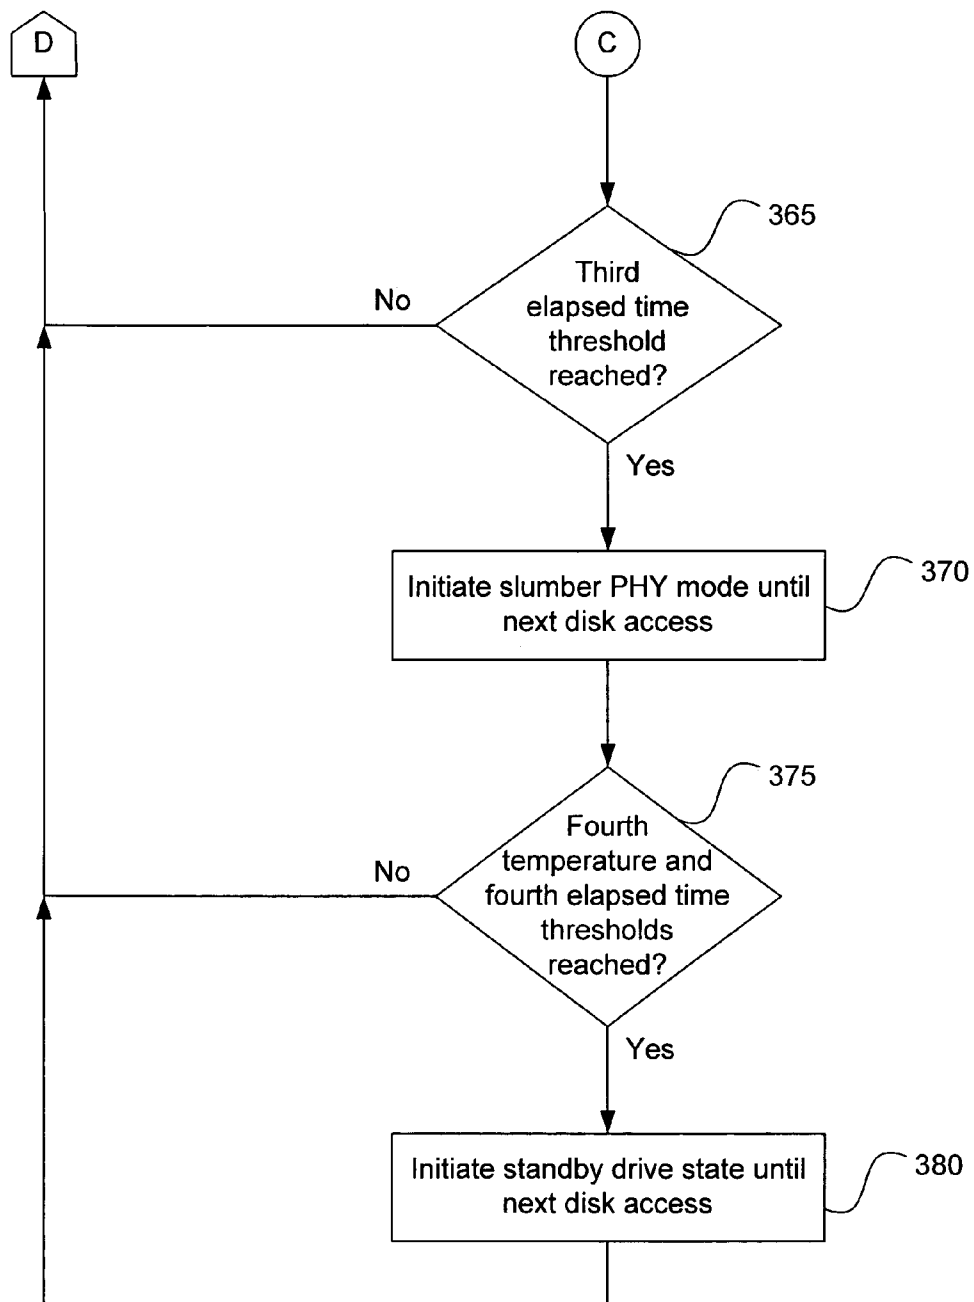 D
C
365
Third
elapsed time
threshold
reached?
No
Yes
Initiate slumber PHY mode until
next disk access
370
375
Fourth
temperature and
fourth elapsed time
thresholds
reached?
No
Yes
Initiate standby drive state until
next disk access
380